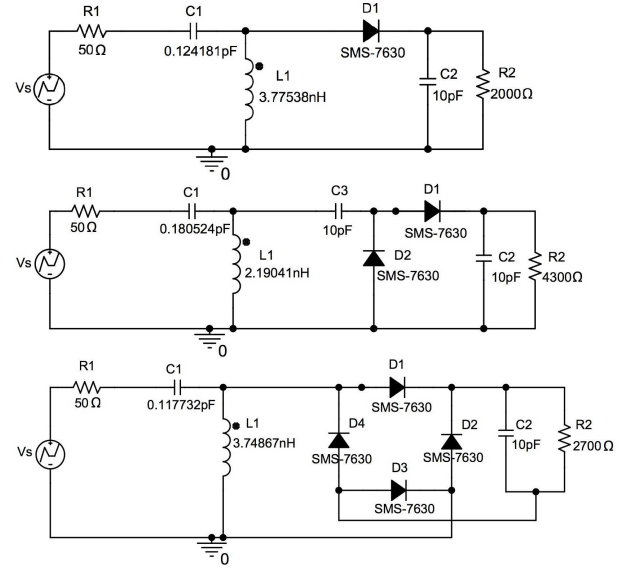 R1
50Ω
C1
0.124181pF
D1
SMS-7630
Vs
L1
3.77538nH
C2
10pF
R2
2000Ω
0
R1
50Ω
C1
0.180524pF
C3
10pF
D1
SMS-7630
Vs
L1
2.19041nH
D2
SMS-7630
C2
10pF
R2
4300Ω
0
R1
50Ω
C1
0.117732pF
D1
SMS-7630
Vs
L1
3.74867nH
D4
SMS-7630
D2
SMS-7630
C2
10pF
R2
2700Ω
D3
SMS-7630
0